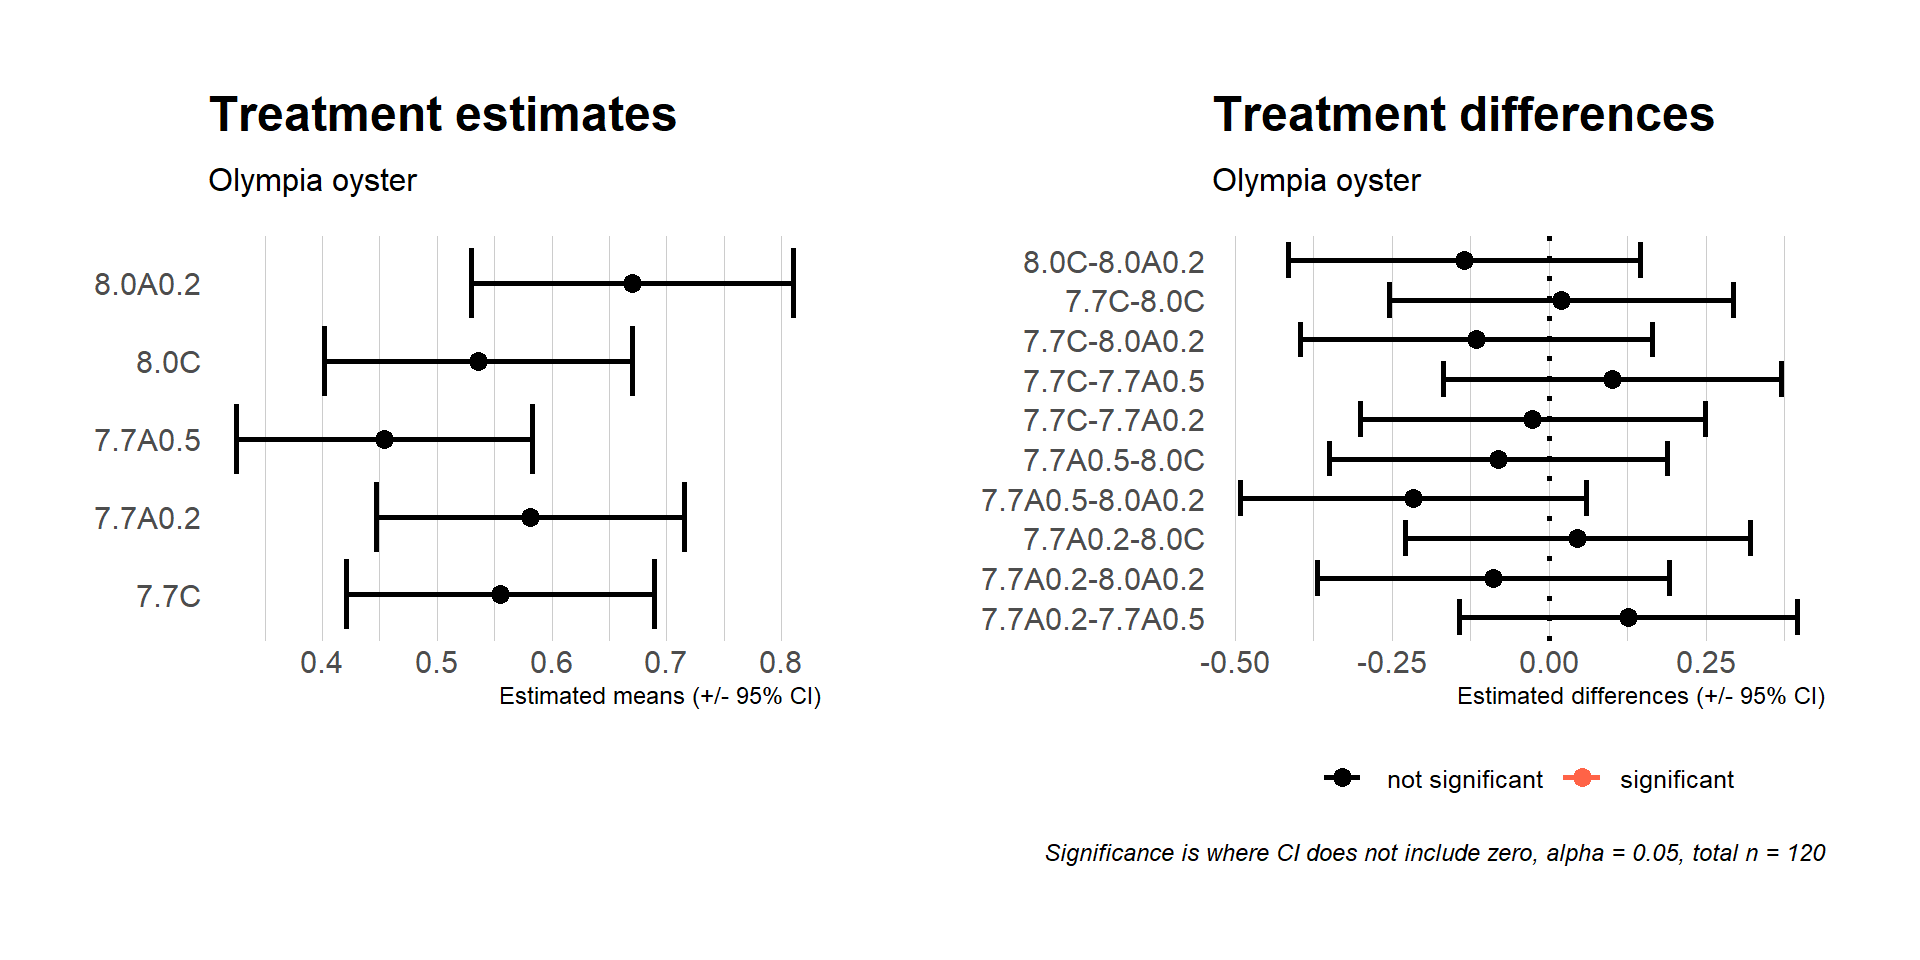 Treatment estimates
Olympia oyster
8.0A0.2
8.0C
7.7A0.5
7.7A0.2
7.7C
0.4 0.5 0.6 0.7 0.8
Estimated means (+/- 95% CI)
Treatment differences
Olympia oyster
8.0C-8.0A0.2
7.7C-8.0C
7.7C-8.0A0.2
7.7C-7.7A0.5
7.7C-7.7A0.2
7.7A0.5-8.0C
7.7A0.5-8.0A0.2
7.7A0.2-8.0C
7.7A0.2-8.0A0.2
7.7A0.2-7.7A0.5
-0.50 -0.25 0.00 0.25
Estimated differences (+/- 95% CI)
not significant significant
Significance is where CI does not include zero, alpha = 0.05, total n = 120